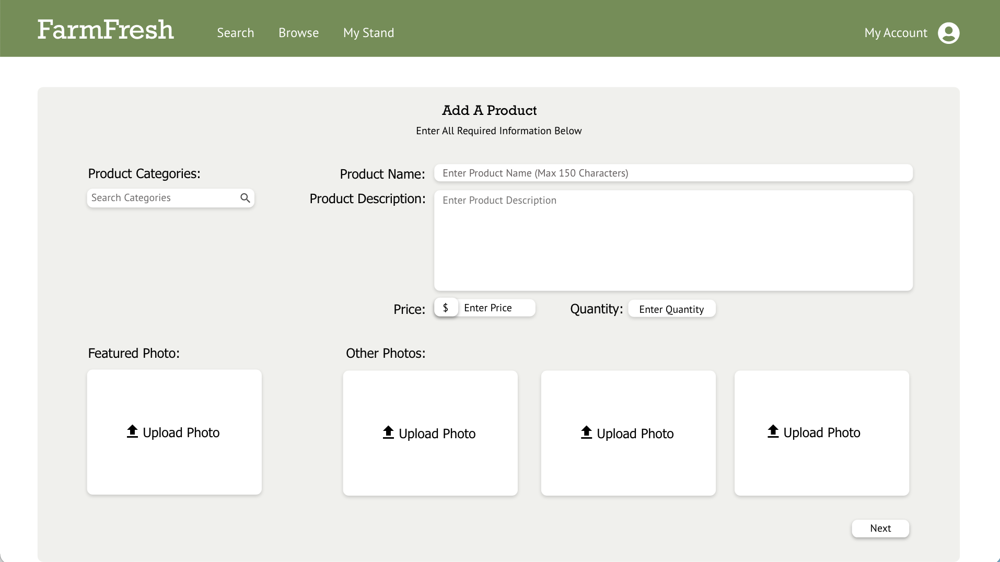 FarmFresh
Search
Browse
My Stand
My Account
Add A Product
Enter All Required Information Below
Product Categories:
Search Categories
Product Name:
Enter Product Name (Max 150 Characters)
Product Description:
Enter Product Description
Price:
$
Enter Price
Quantity:
Enter Quantity
Featured Photo:
Upload Photo
Other Photos:
Upload Photo
Upload Photo
Upload Photo
Next